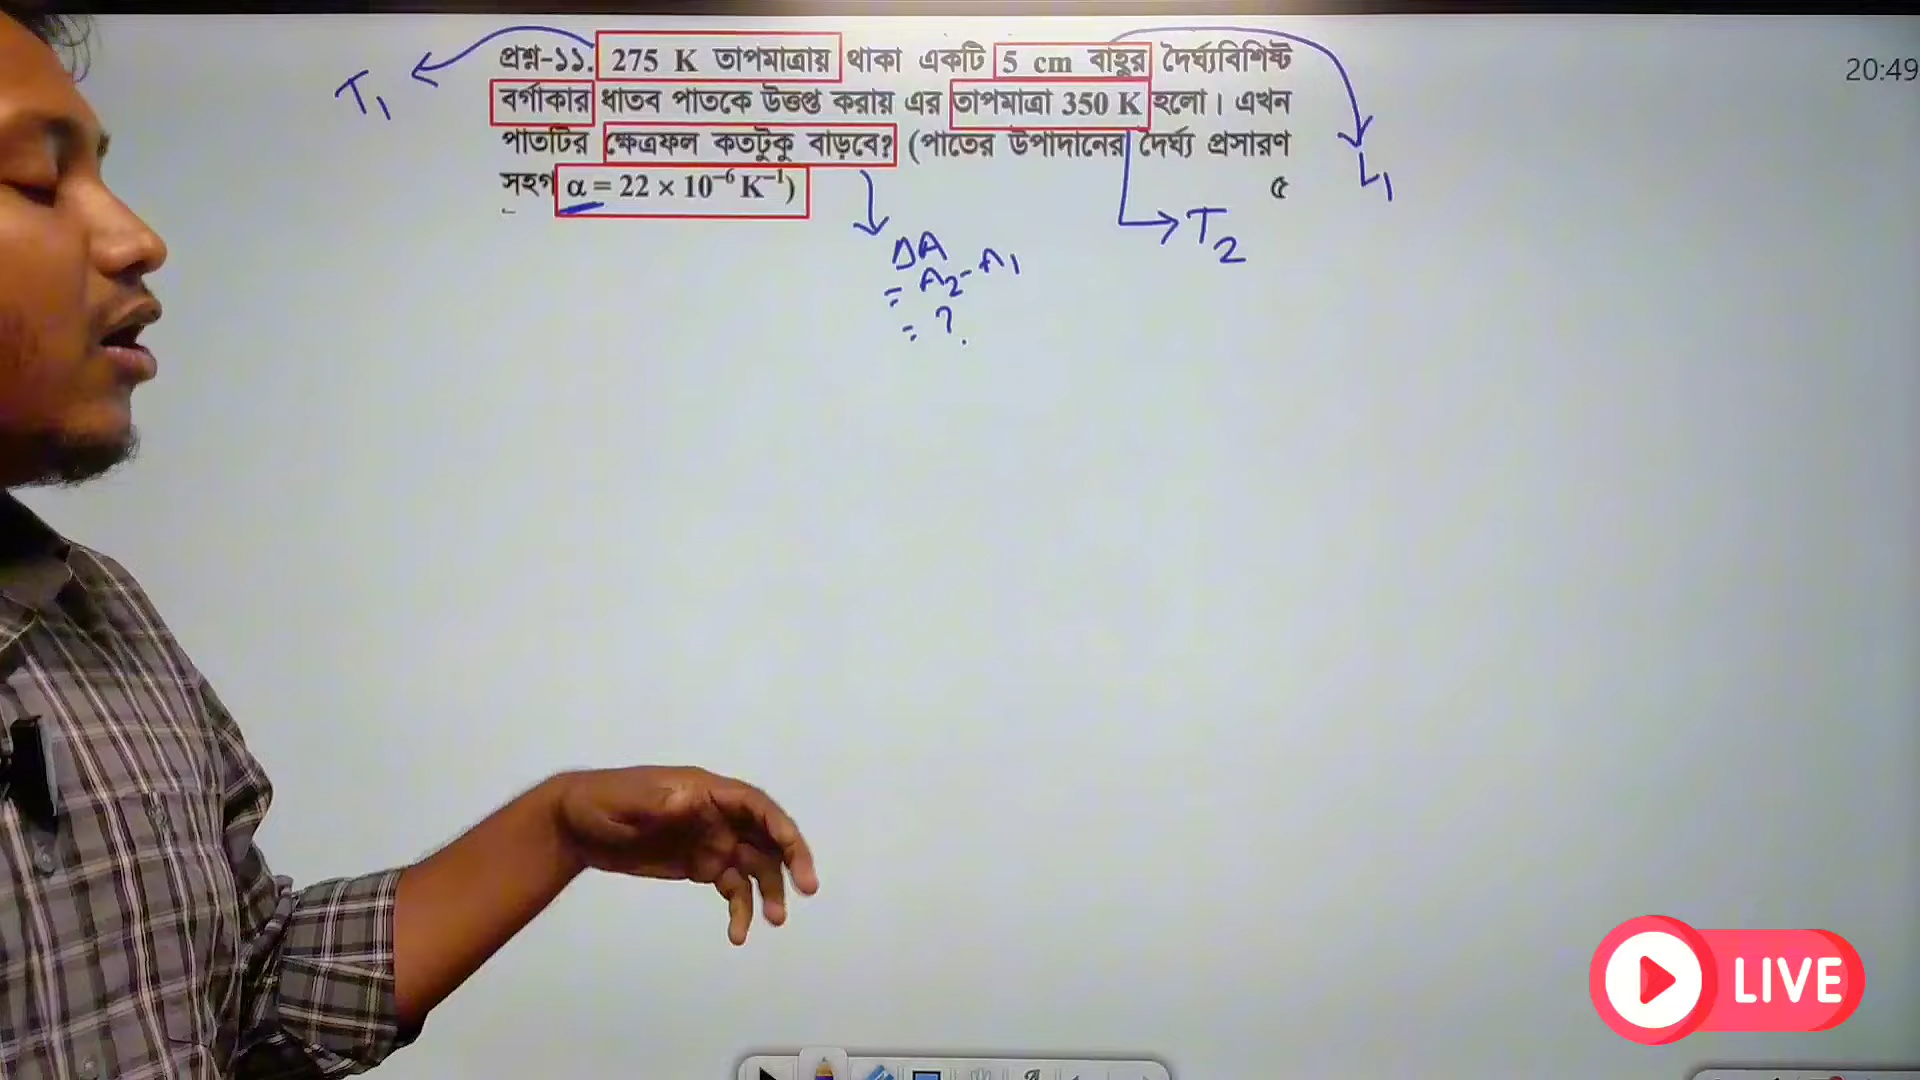 প্রশ্ন-১১. 275 K তাপমাত্রায় থাকা একটি 5 cm বাহুর দৈর্ঘ্যবিশিষ্ট
বর্গাকার ধাতব পাতকে উত্তপ্ত করায় এর তাপমাত্রা 350 K হলো। এখন
পাতটির ক্ষেত্রফল কতটুকু বাড়বে? (পাতের উপাদানের দৈর্ঘ্য প্রসারণ
সহগ α = 22 × 10⁻⁶ K⁻¹) ৫
20:49
T₁
L₁
T₂
ΔA
= A₂ - A₁
= ?
LIVE